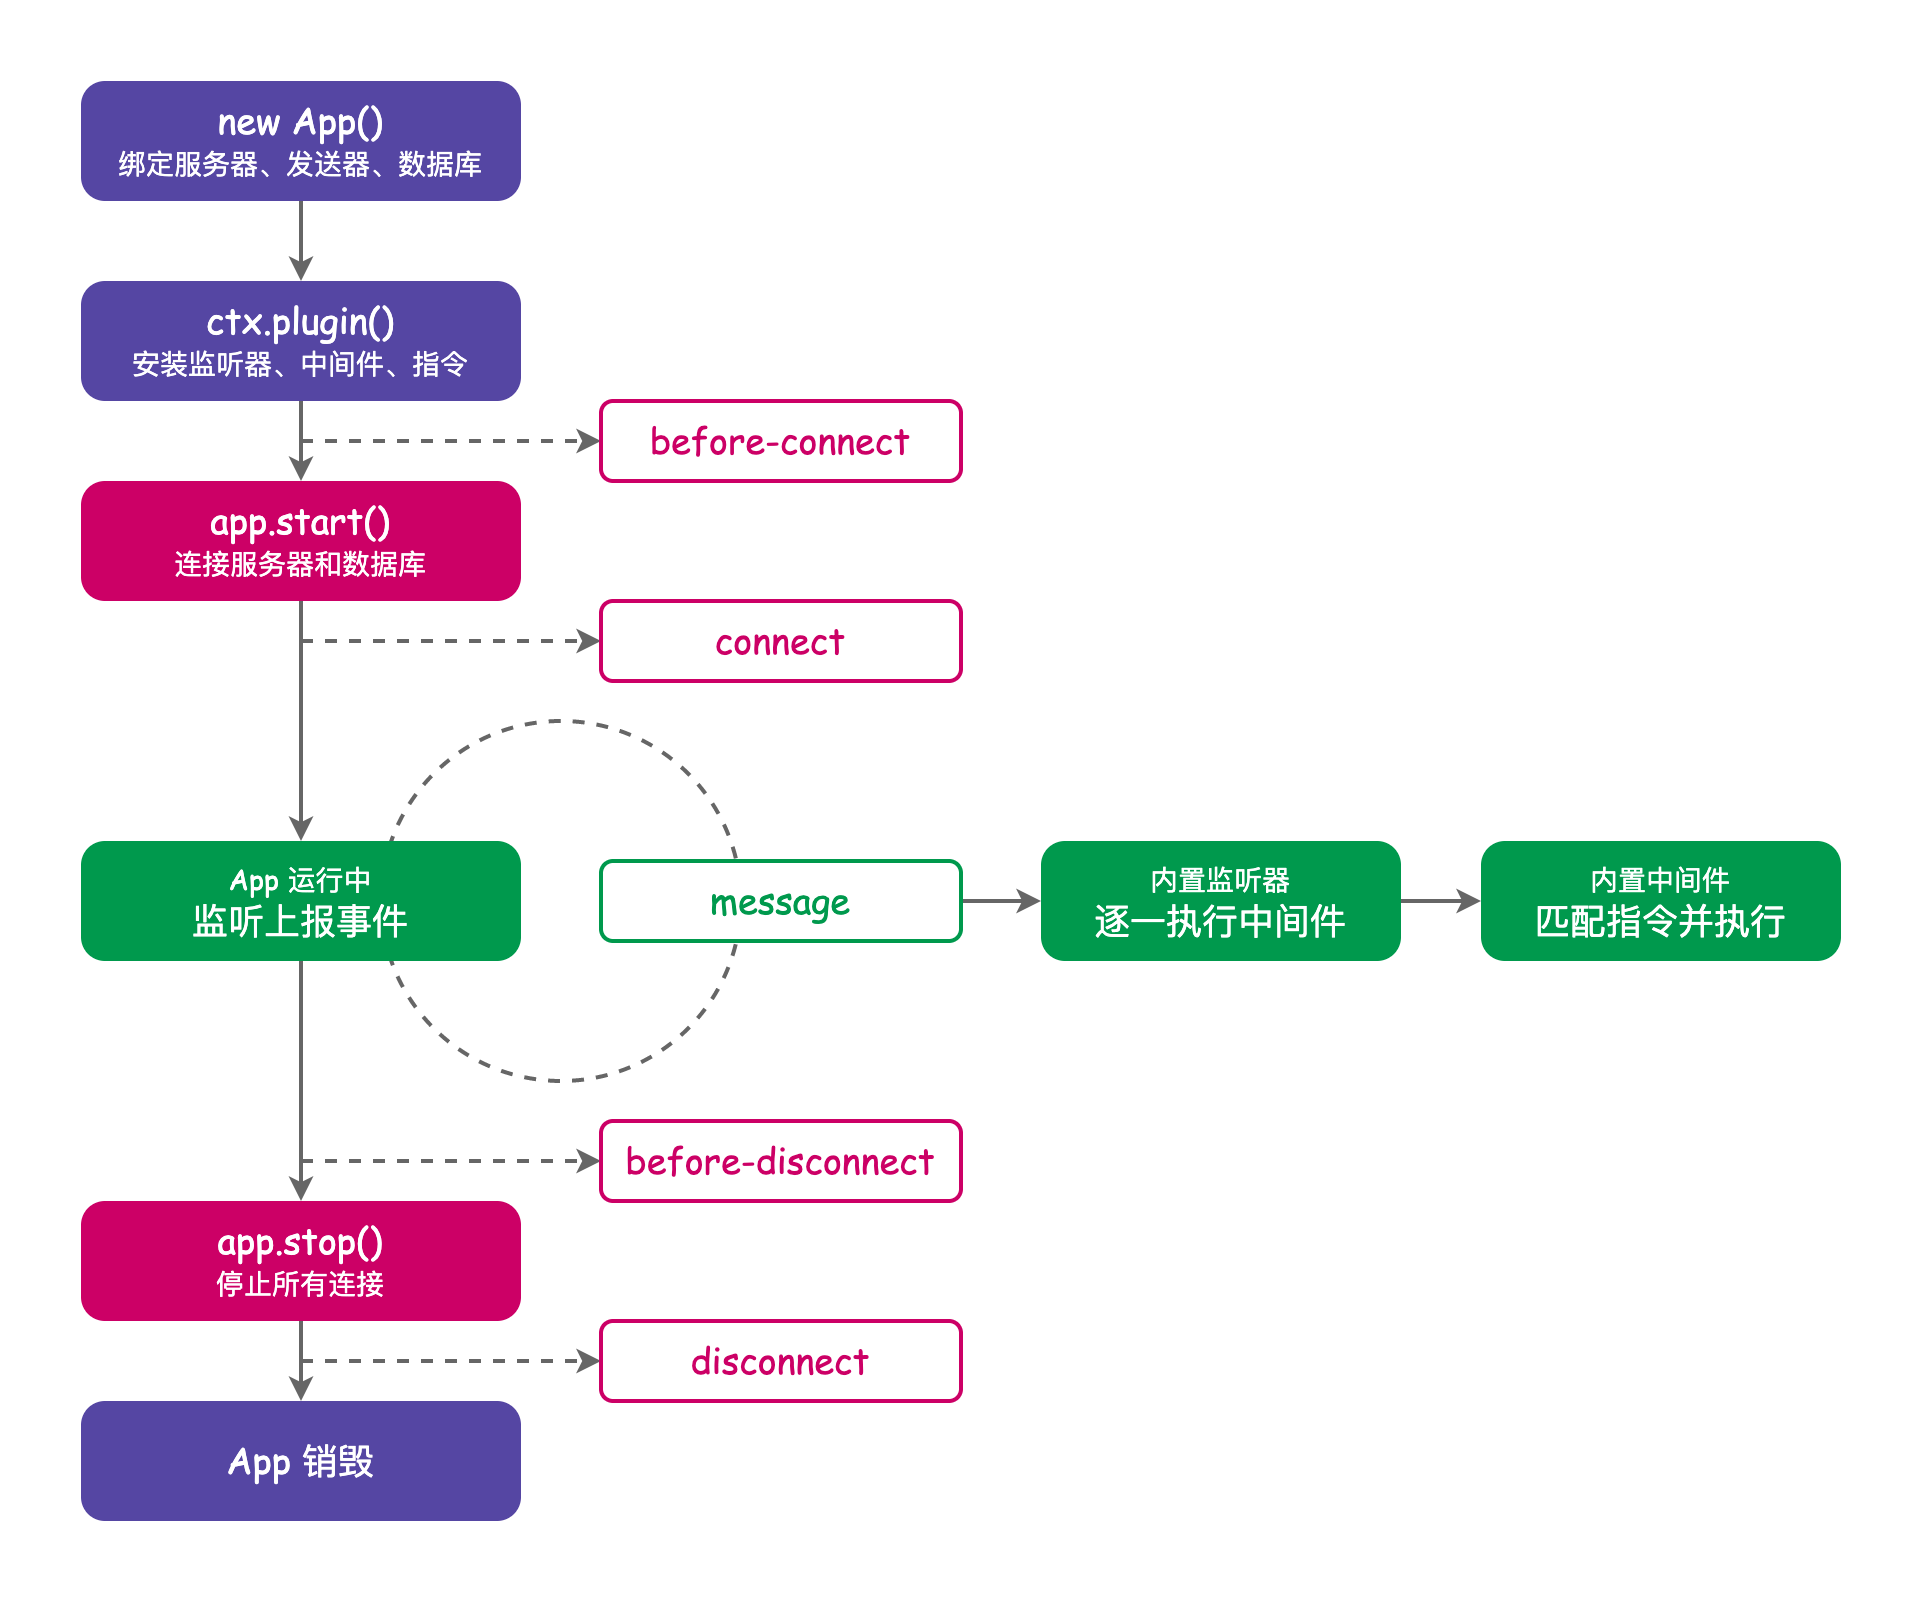 new App()
绑定服务器、发送器、数据库
ctx.plugin()
安装监听器、中间件、指令
before-connect
app.start()
连接服务器和数据库
connect
App 运行中
监听上报事件
message
内置监听器
逐一执行中间件
内置中间件
匹配指令并执行
before-disconnect
app.stop()
停止所有连接
disconnect
App 销毁